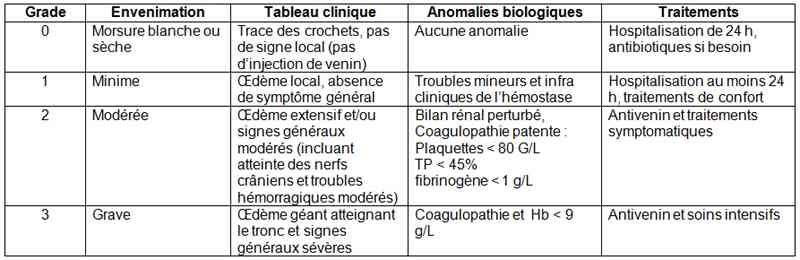 Grade Envenimation Tableau clinique Anomalies biologiques Traitements
0 Morsure blanche ou Trace des crochets, pas Aucune anomalie Hospitalisation de 24 h,
sèche de signe local (pas antibiotiques si besoin
d'injection de venin)
1 Minime Œdème local, absence Troubles mineurs et infra Hospitalisation au moins 24
de symptôme général cliniques de l'hémostase h, traitements de confort
2 Modérée Œdème extensif et/ou Bilan rénal perturbé, Antivenin et traitements
signes généraux Coagulopathie patente : symptomatiques
modérés (incluant Plaquettes < 80 G/L
atteinte des nerfs TP < 45%
crâniens et troubles fibrinogène < 1 g/L
hémorragiques modérés)
3 Grave Œdème géant atteignant Coagulopathie et Hb < 9 Antivenin et soins intensifs
le tronc et signes g/L
généraux sévères